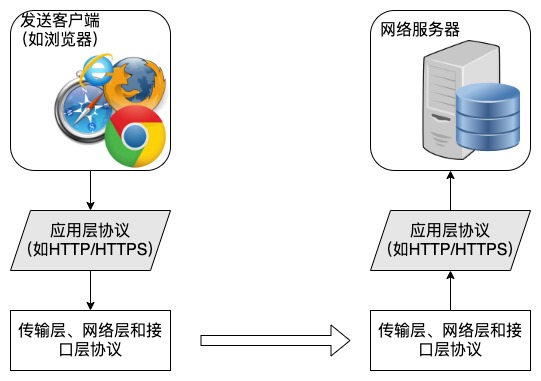 发送客户端
（如浏览器）
网络服务器
应用层协议
（如HTTP/HTTPS）
应用层协议
（如HTTP/HTTPS）
传输层、网络层和接
口层协议
传输层、网络层和接
口层协议